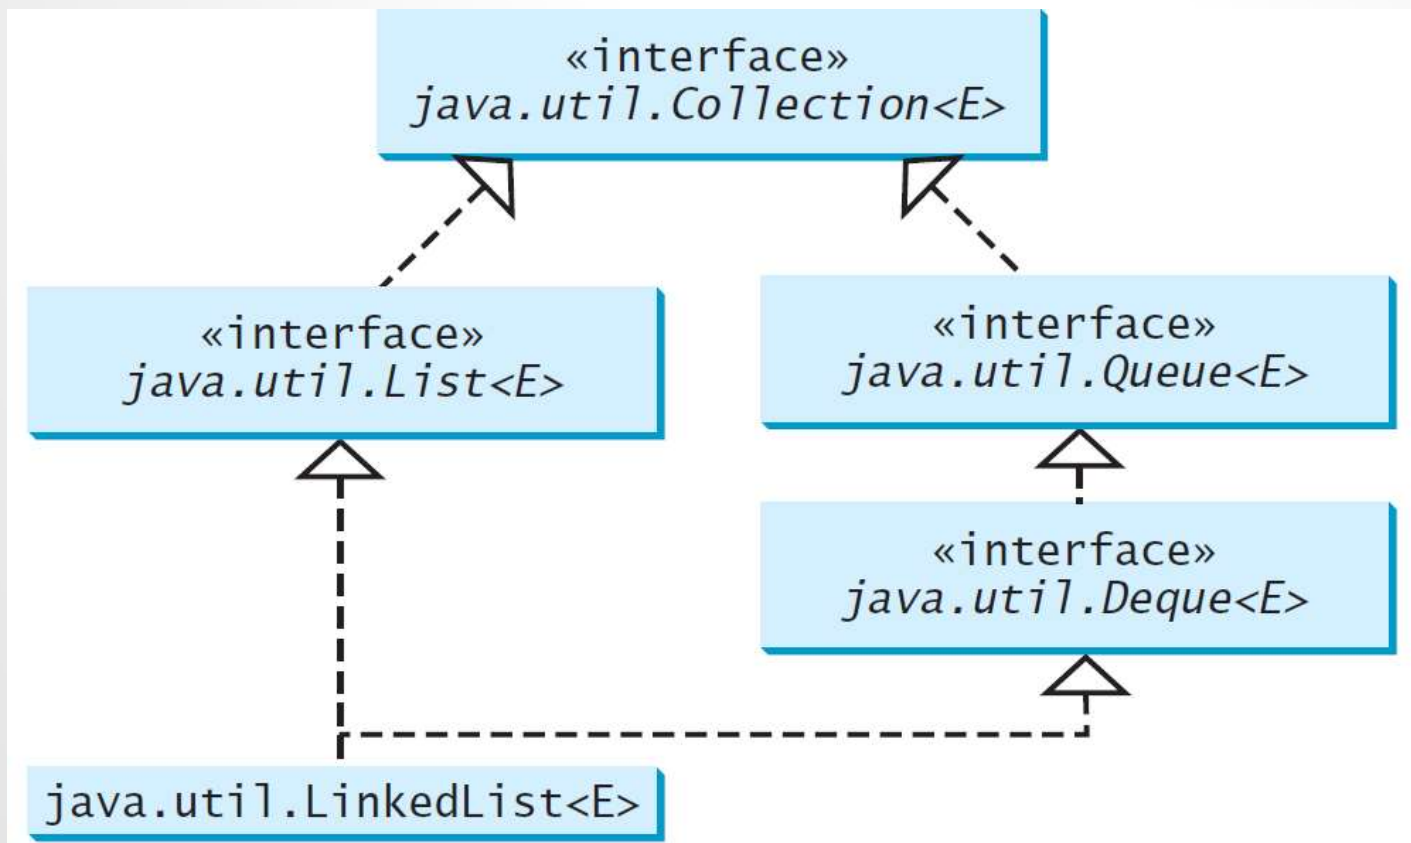 «interface»
java.util.Collection<E>
«interface»
java.util.List<E>
«interface»
java.util.Queue<E>
«interface»
java.util.Deque<E>
java.util.LinkedList<E>